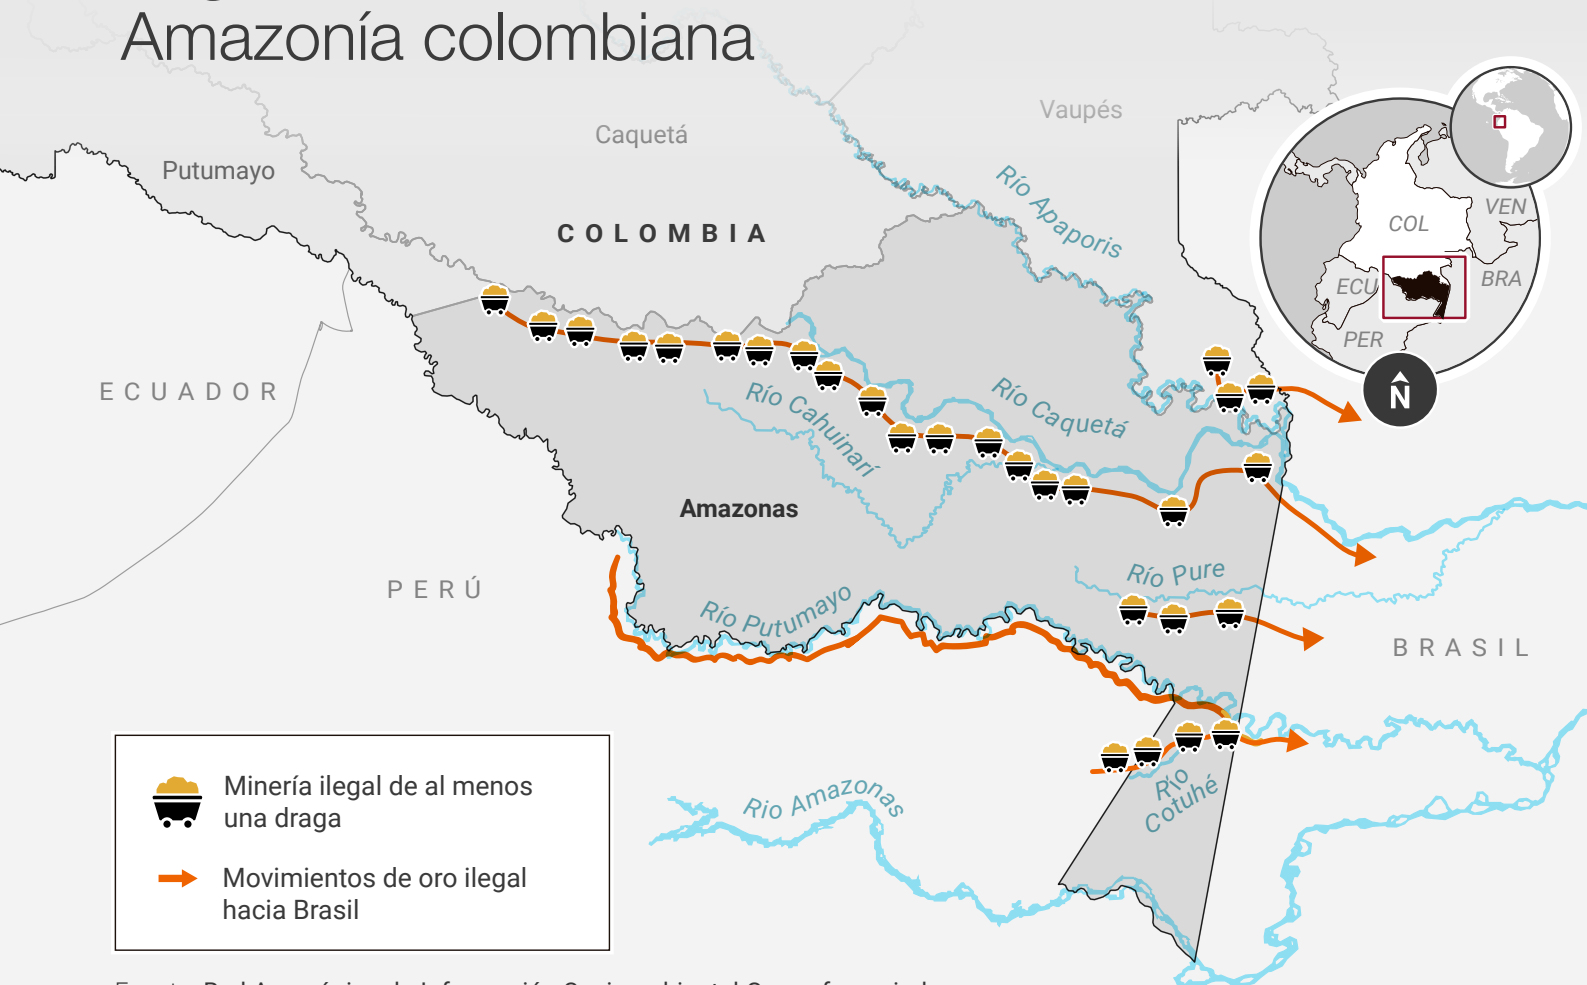 Amazonía colombiana
Vaupés
Caquetá
Putumayo
Río Apaporis
COLOMBIA
VEN
COL
ECU
BRA
PER
N
ECUADOR
Río Cahuinarí
Río Caquetá
Amazonas
PERÚ
Río Pure
Río Putumayo
BRASIL
Río
Cotuhé
Rio Amazonas
Minería ilegal de al menos
una draga
Movimientos de oro ilegal
hacia Brasil